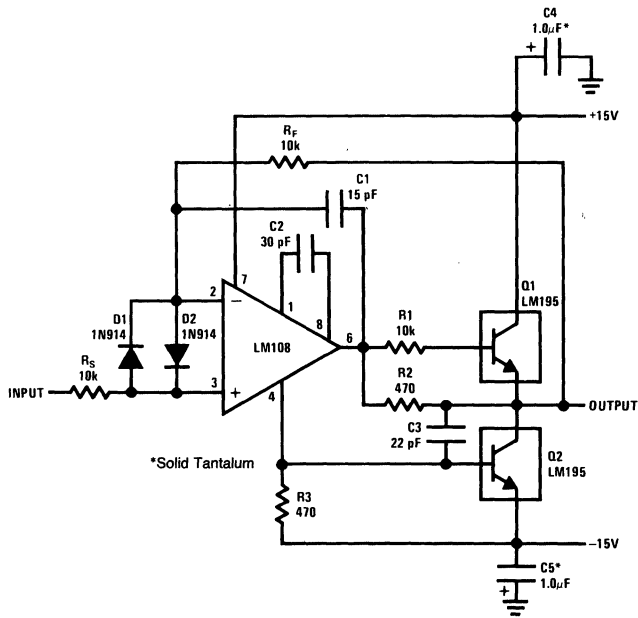 C4
1.0μF*
+
+15V
RF
10k
C1
15 pF
C2
30 pF
7
Q1
LM195
2
−
1
D1
1N914
D2
1N914
8
R1
10k
6
LM108
RS
10k
R2
470
INPUT
3
+
4
OUTPUT
C3
22 pF
*Solid Tantalum
Q2
LM195
R3
470
−15V
C5*
1.0μF
+